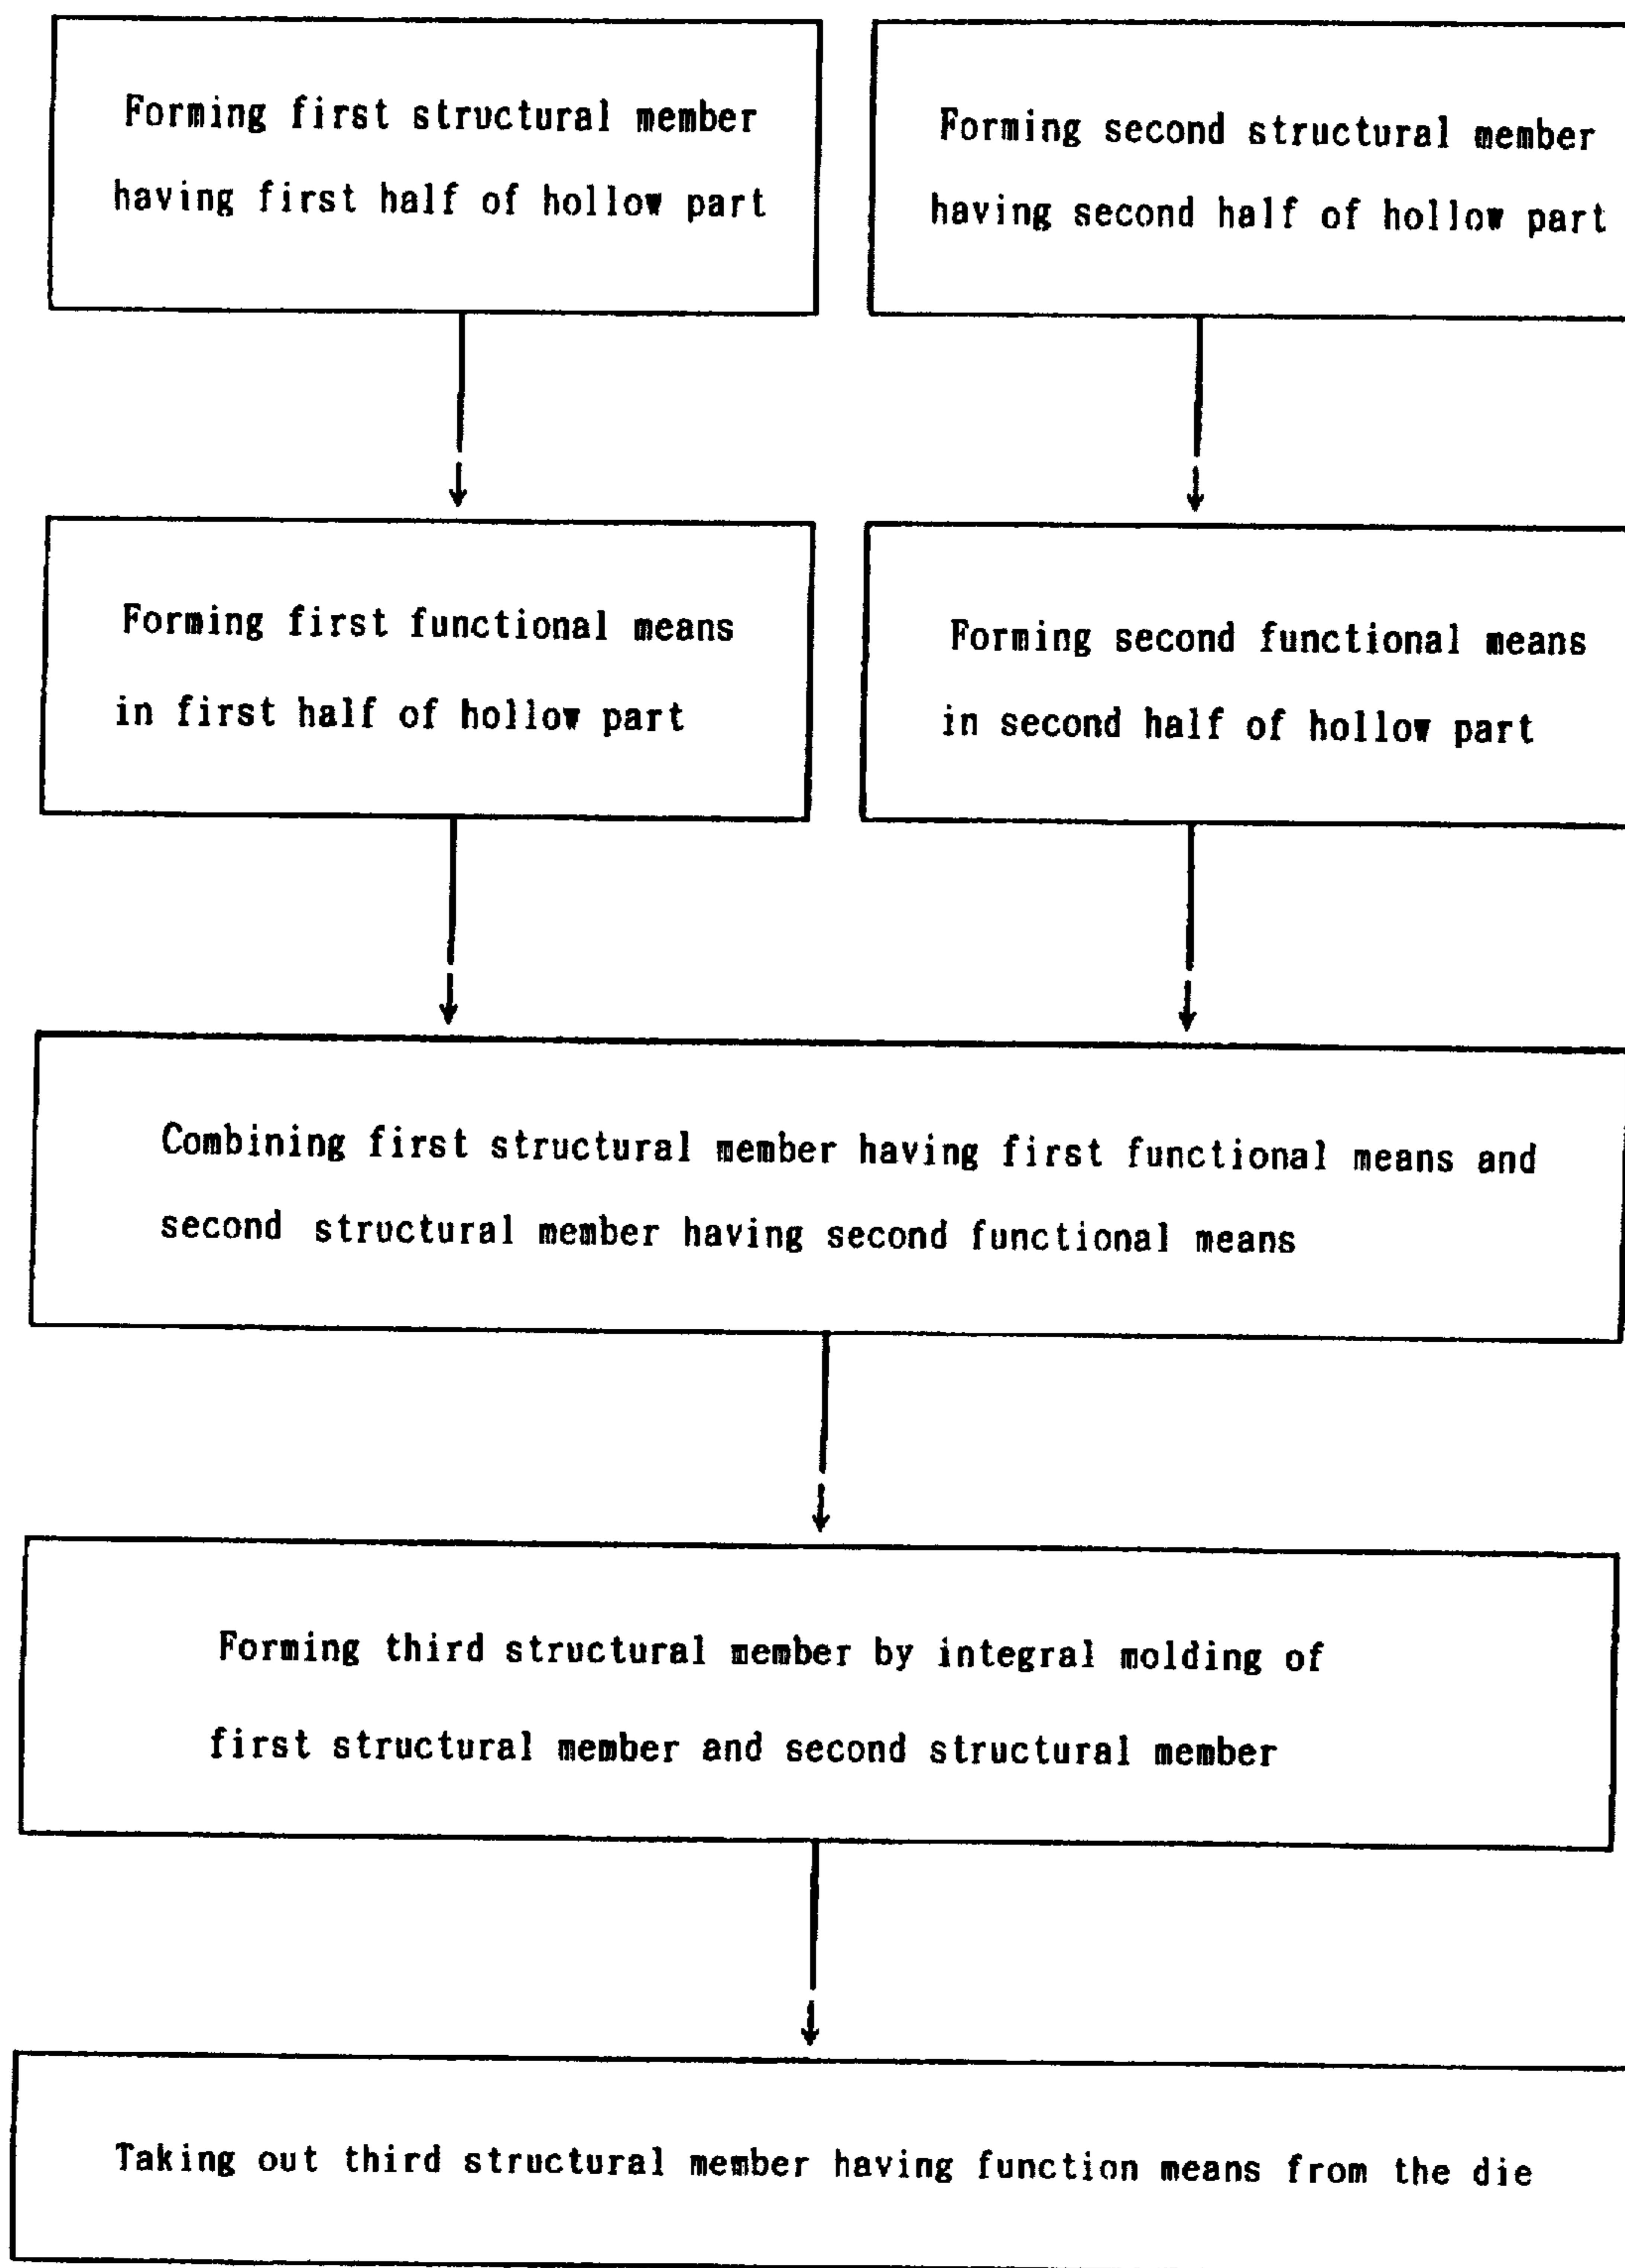 Forming first structural member
having first half of hollow part
Forming second structural member
having second half of hollow part
Forming first functional means
in first half of hollow part
Forming second functional means
in second half of hollow part
Combining first structural member having first functional means and
second structural member having second functional means
Forming third structural member by integral molding of
first structural member and second structural member
Taking out third structural member having function means from the die